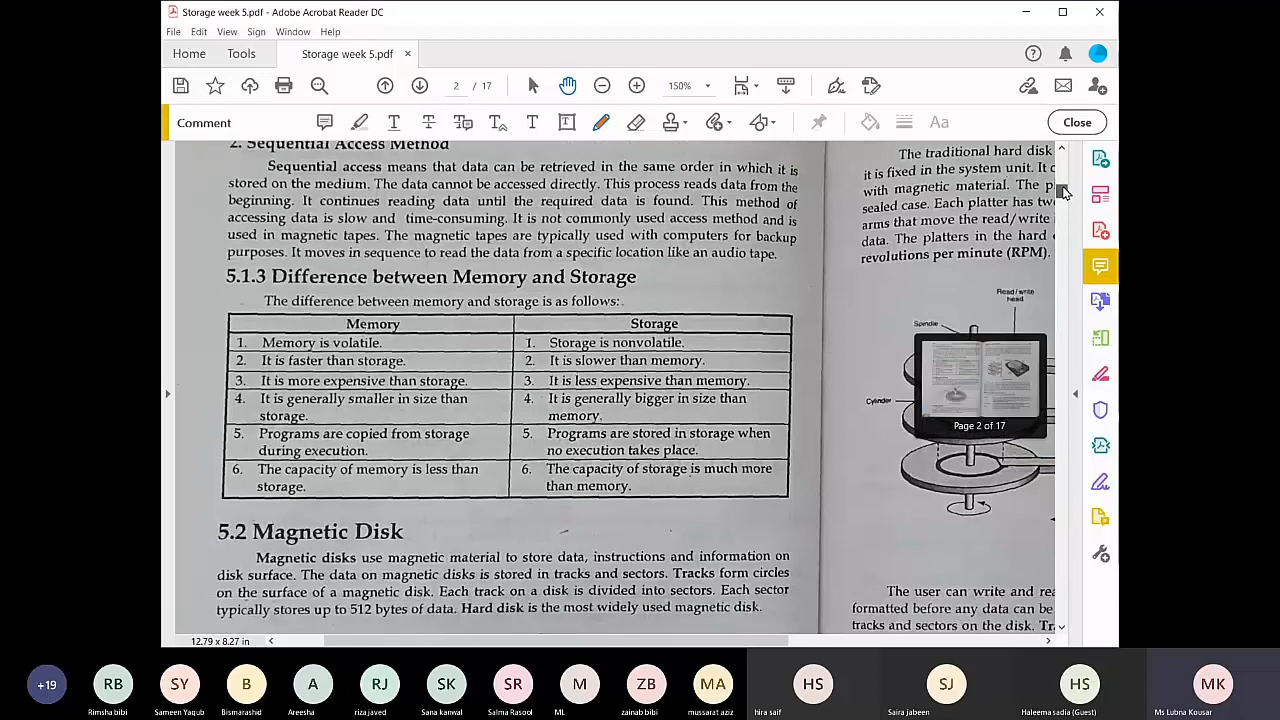 Storage week 5.pdf - Adobe Acrobat Reader DC
File Edit View Sign Window Help
Home Tools Storage week 5.pdf ×
2 / 17 150%
Comment Aa Close
2. Sequential Access Method
Sequential access means that data can be retrieved in the same order in which it is
stored on the medium. The data cannot be accessed directly. This process reads data from the
beginning. It continues reading data until the required data is found. This method of
accessing data is slow and time-consuming. It is not commonly used access method and is
used in magnetic tapes. The magnetic tapes are typically used with computers for backup
purposes. It moves in sequence to read the data from a specific location like an audio tape.
5.1.3 Difference between Memory and Storage
The difference between memory and storage is as follows:
Memory Storage
1. Memory is volatile. 1. Storage is nonvolatile.
2. It is faster than storage. 2. It is slower than memory.
3. It is more expensive than storage. 3. It is less expensive than memory.
4. It is generally smaller in size than 4. It is generally bigger in size than
storage. memory.
5. Programs are copied from storage 5. Programs are stored in storage when
during execution. no execution takes place.
6. The capacity of memory is less than 6. The capacity of storage is much more
storage. than memory.
5.2 Magnetic Disk
Magnetic disks use magnetic material to store data, instructions and information on
disk surface. The data on magnetic disks is stored in tracks and sectors. Tracks form circles
on the surface of a magnetic disk. Each track on a disk is divided into sectors. Each sector
typically stores up to 512 bytes of data. Hard disk is the most widely used magnetic disk.
The traditional hard disk
it is fixed in the system unit. It c
with magnetic material. The p
sealed case. Each platter has two
arms that move the read/write
data. The platters in the hard
revolutions per minute (RPM).
Read/write
head
Spindle
Cylinder
Page 2 of 17
The user can write and rea
formatted before any data can be
tracks and sectors on the disk. Tr
12.79 x 8.27 in
+19 RB SY B A RJ SK SR M ZB MA HS SJ HS MK
Rimsha bibi Sameen Yaqub Bismarashid Areesha riza javed Sana kanwal Salma Rasool ML zainab bibi mussarat aziz hira saif Saira jabeen Haleema sadia (Guest) Ms Lubna Kousar